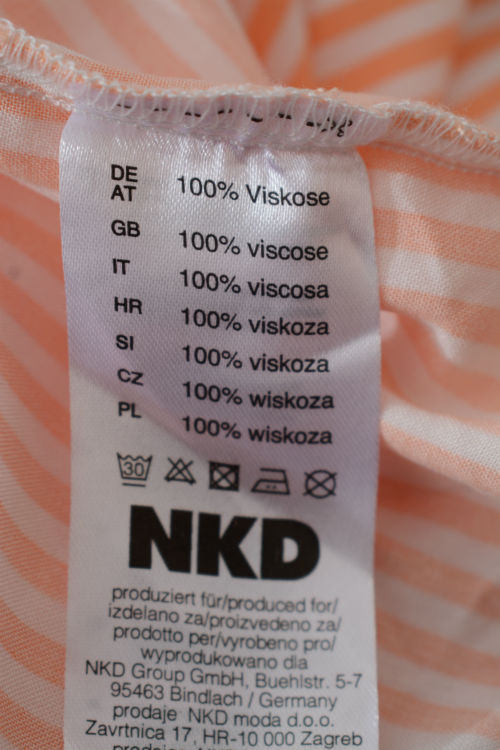 DE
AT 100% Viskose
GB 100% viscose
IT 100% viscosa
HR 100% viskoza
SI 100% viskoza
CZ 100% wiskoza
PL 100% wiskoza
30
NKD
produziert für/produced for/
izdelano za/proizvedeno za/
prodotto per/vyrobeno pro/
wyprodukowano dla
NKD Group GmbH, Buehlstr. 5-7
95463 Bindlach / Germany
prodaje NKD moda d.o.o.
Zavrtnica 17, HR-10 000 Zagreb